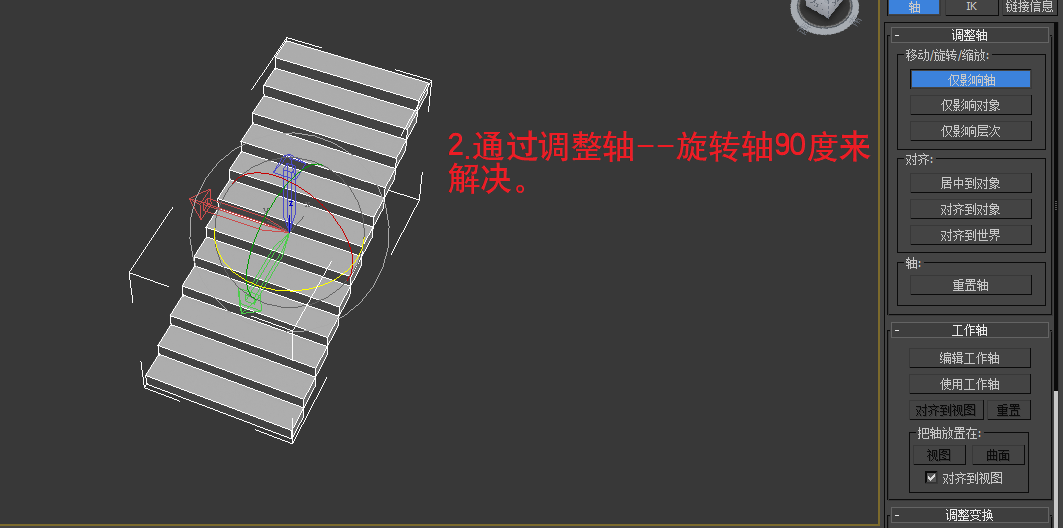 轴 IK 链接信息
- 调整轴
移动/旋转/缩放:
仅影响轴
仅影响对象
仅影响层次
2.通过调整轴--旋转轴90度来
解决。
对齐:
居中到对象
对齐到对象
对齐到世界
轴:
重置轴
- 工作轴
编辑工作轴
使用工作轴
对齐到视图 重置
把轴放置在:
视图 曲面
对齐到视图
- 调整变换